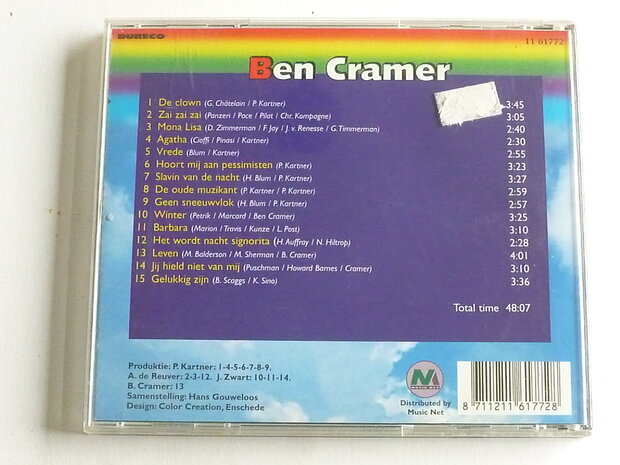 DURECO
11 61772
Ben Cramer
1 De clown (G. Châtelain / P. Kartner) 3:45
2 Zai zai zai (Panzeri / Pace / Pilat / Chr. Kampagne) 3:05
3 Mona Lisa (D. Zimmerman / F. Jay / J. v. Renesse / G. Timmerman) 2:40
4 Agatha (Cioffi / Pinasi / Kartner) 2:30
5 Vrede (Blum / Kartner) 2:55
6 Hoort mij aan pessimisten (P. Kartner) 3:23
7 Slavin van de nacht (H. Blum / P. Kartner) 3:27
8 De oude muzikant (P. Kartner / P. Kartner) 2:59
9 Geen sneeuwvlok (H. Blum / P. Kartner) 2:57
10 Winter (Petrik / Marcard / Ben Cramer) 3:25
11 Barbara (Marion / Travis / Kunze / L. Post) 3:10
12 Het wordt nacht signorita (H. Auffray / N. Hiltrop) 2:28
13 Leven (M. Balderson / M. Sherman / B. Cramer) 4:01
14 Jij hield niet van mij (Puschman / Howard Barnes / Cramer) 3:10
15 Gelukkig zijn (B. Scaggs / K. Sino) 3:36
Total time 48:07
Produktie: P. Kartner: 1-4-5-6-7-8-9.
A. de Reuver: 2-3-12. J. Zwart: 10-11-14.
B. Cramer: 13
Samenstelling: Hans Gouweloos
Design: Color Creation, Enschede
MUSIC NET
Distributed by
Music Net
8 711211 617728